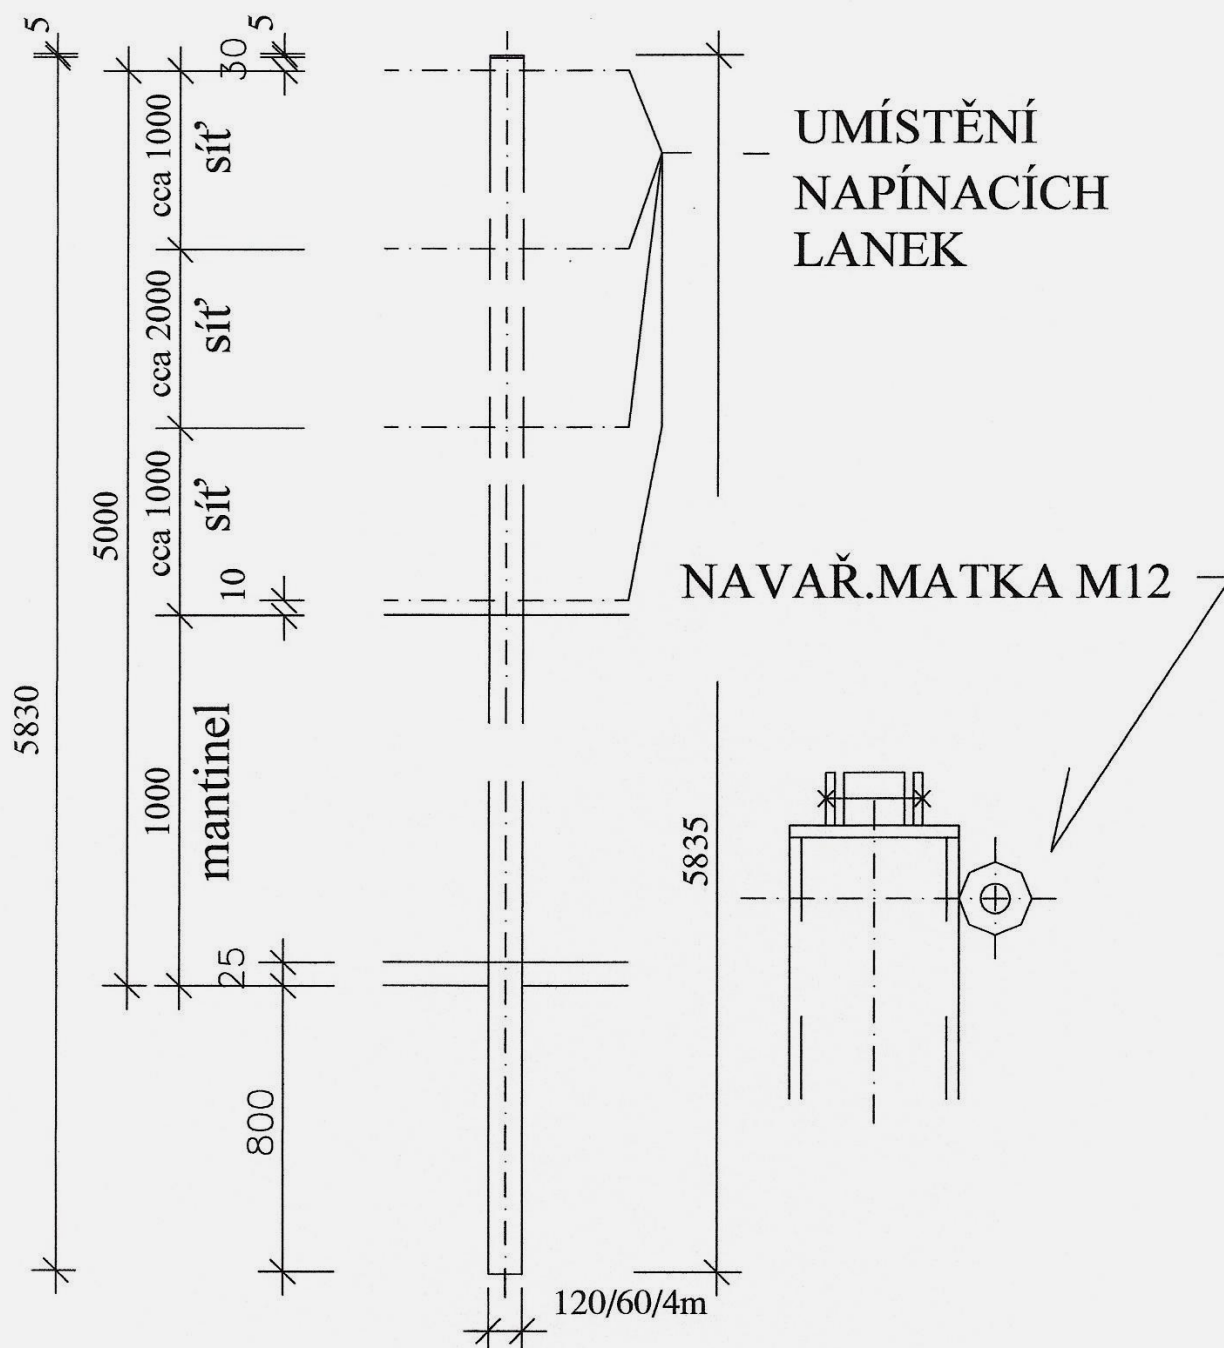 5
5
30
UMÍSTĚNÍ
NAPÍNACÍCH
LANEK
cca 1000
síť
cca 2000
síť
cca 1000
síť
5000
10
NAVAŘ.MATKA M12
5830
1000
mantinel
5835
25
800
120/60/4m